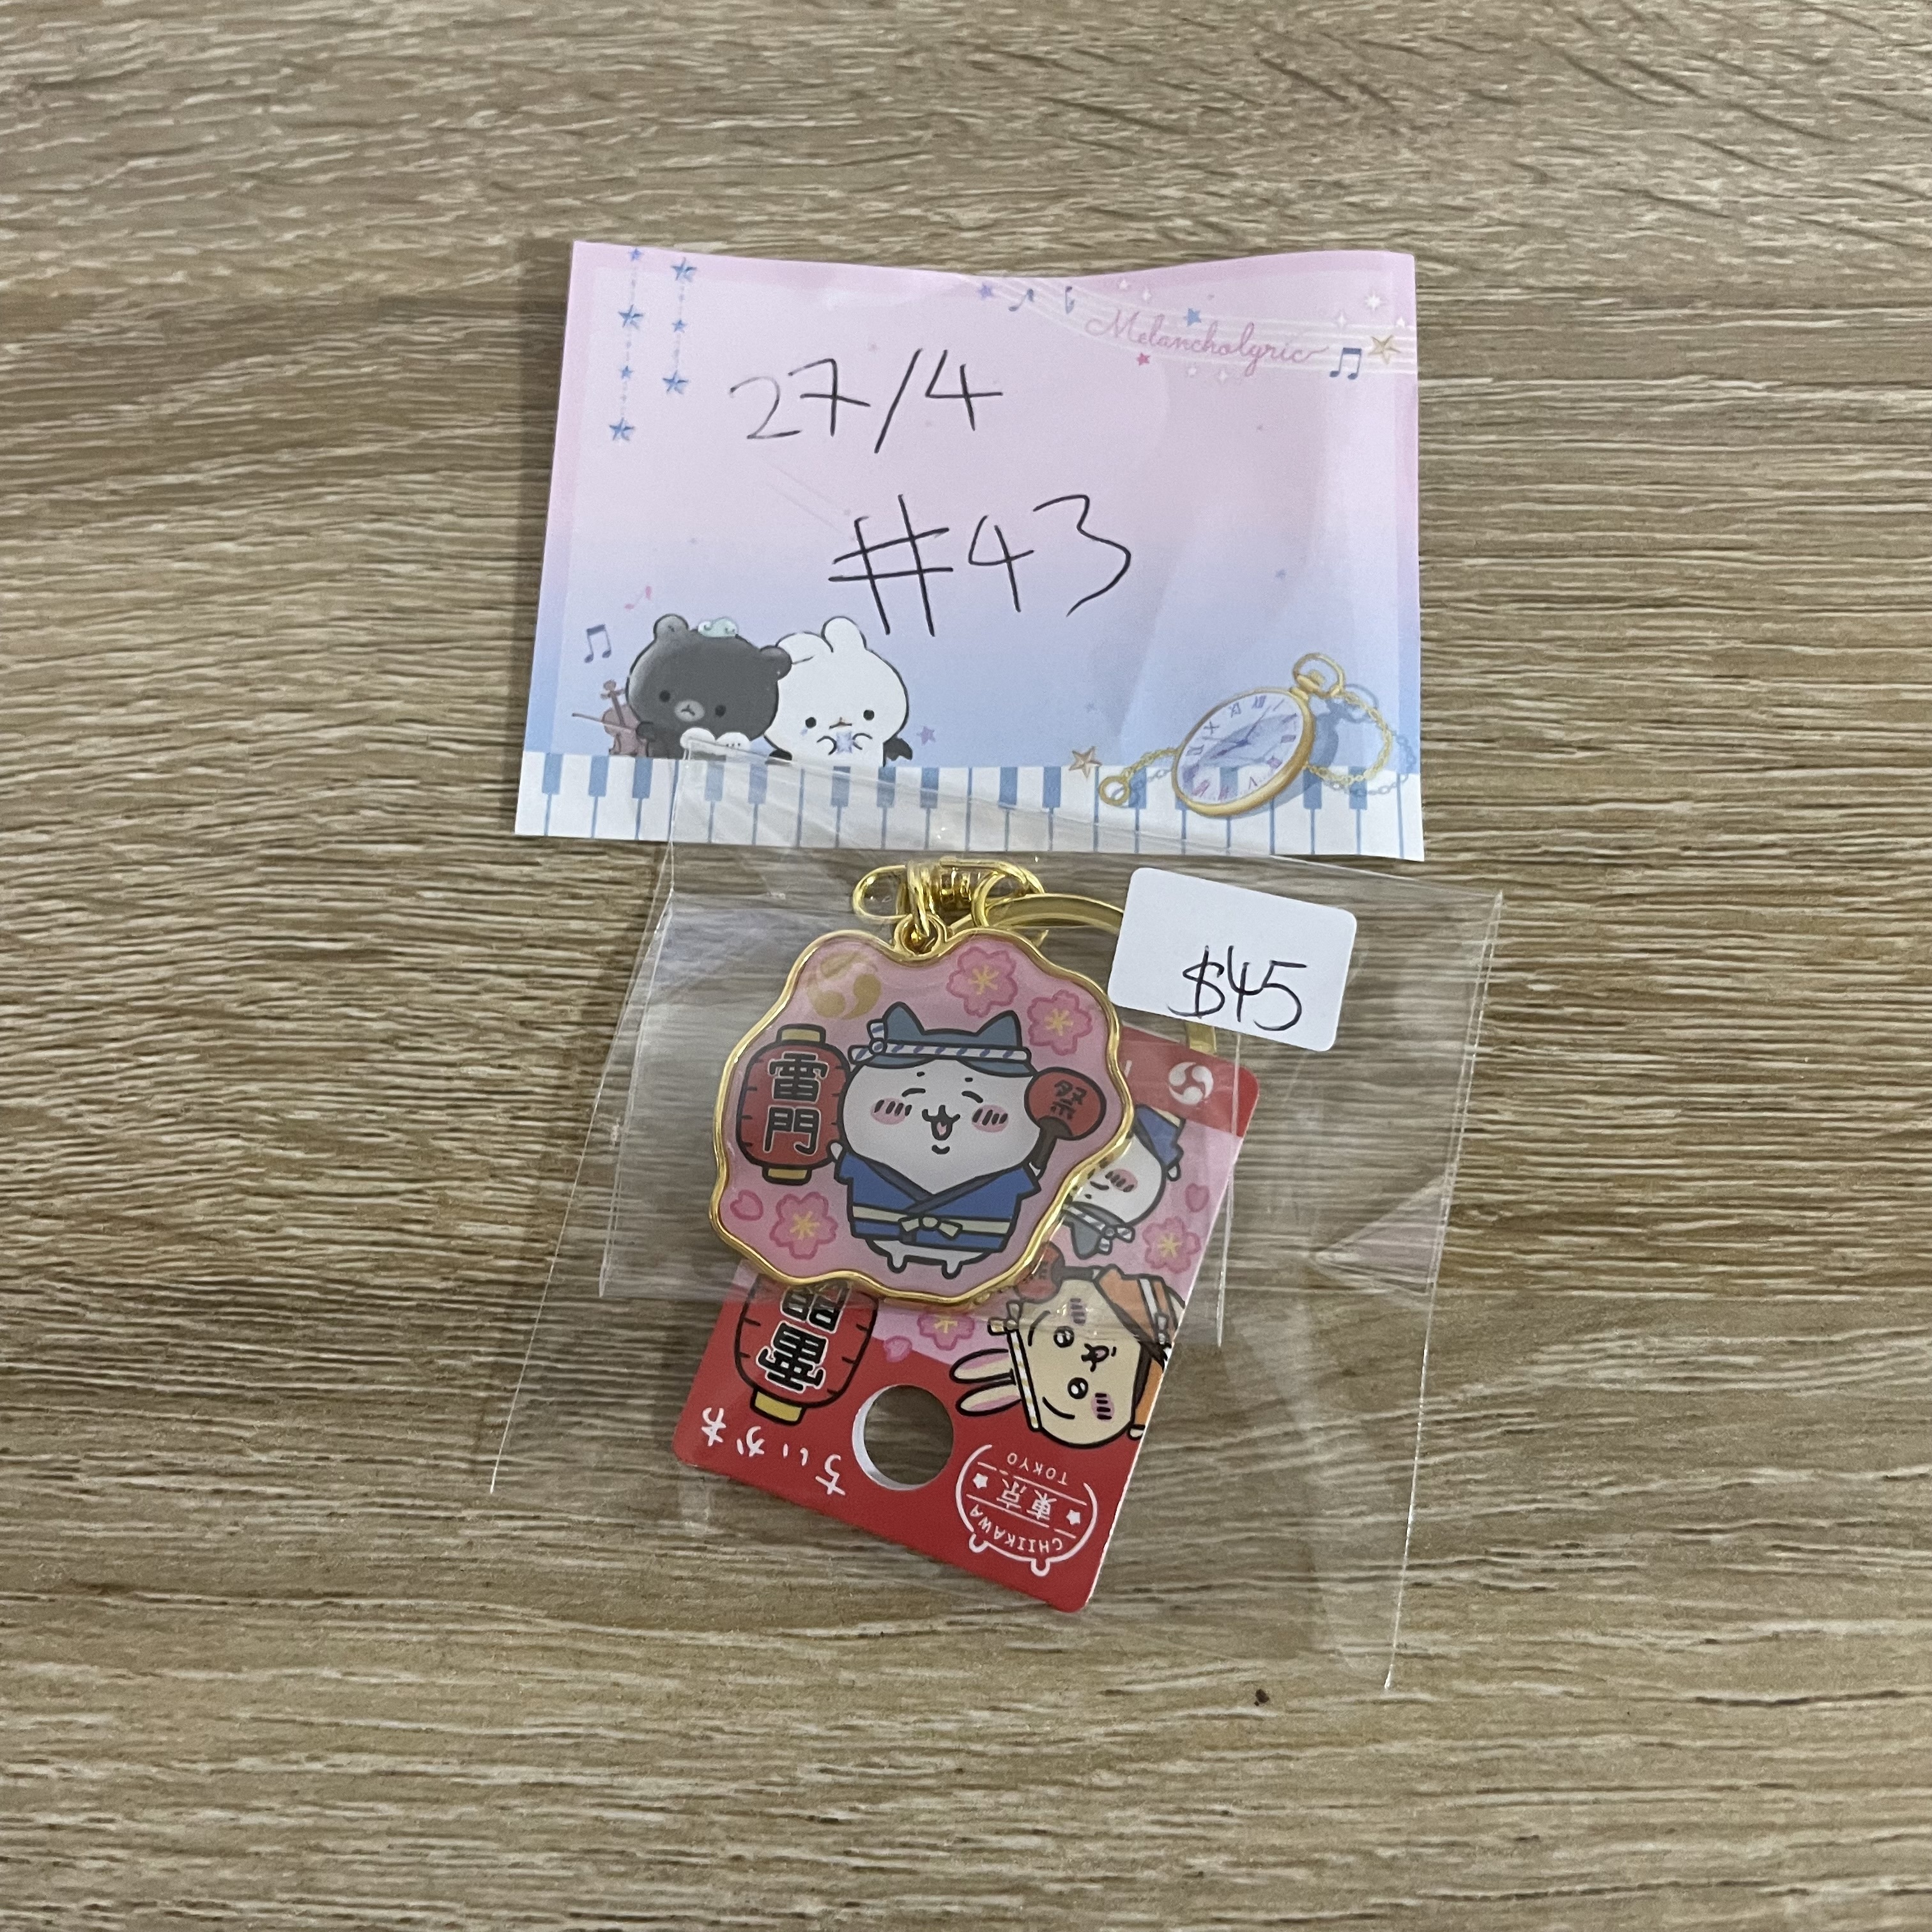 Melancholyric
27/4
#43
$45
雷門
祭
ちいかわ
CHIIKAWA
東京
TOKYO